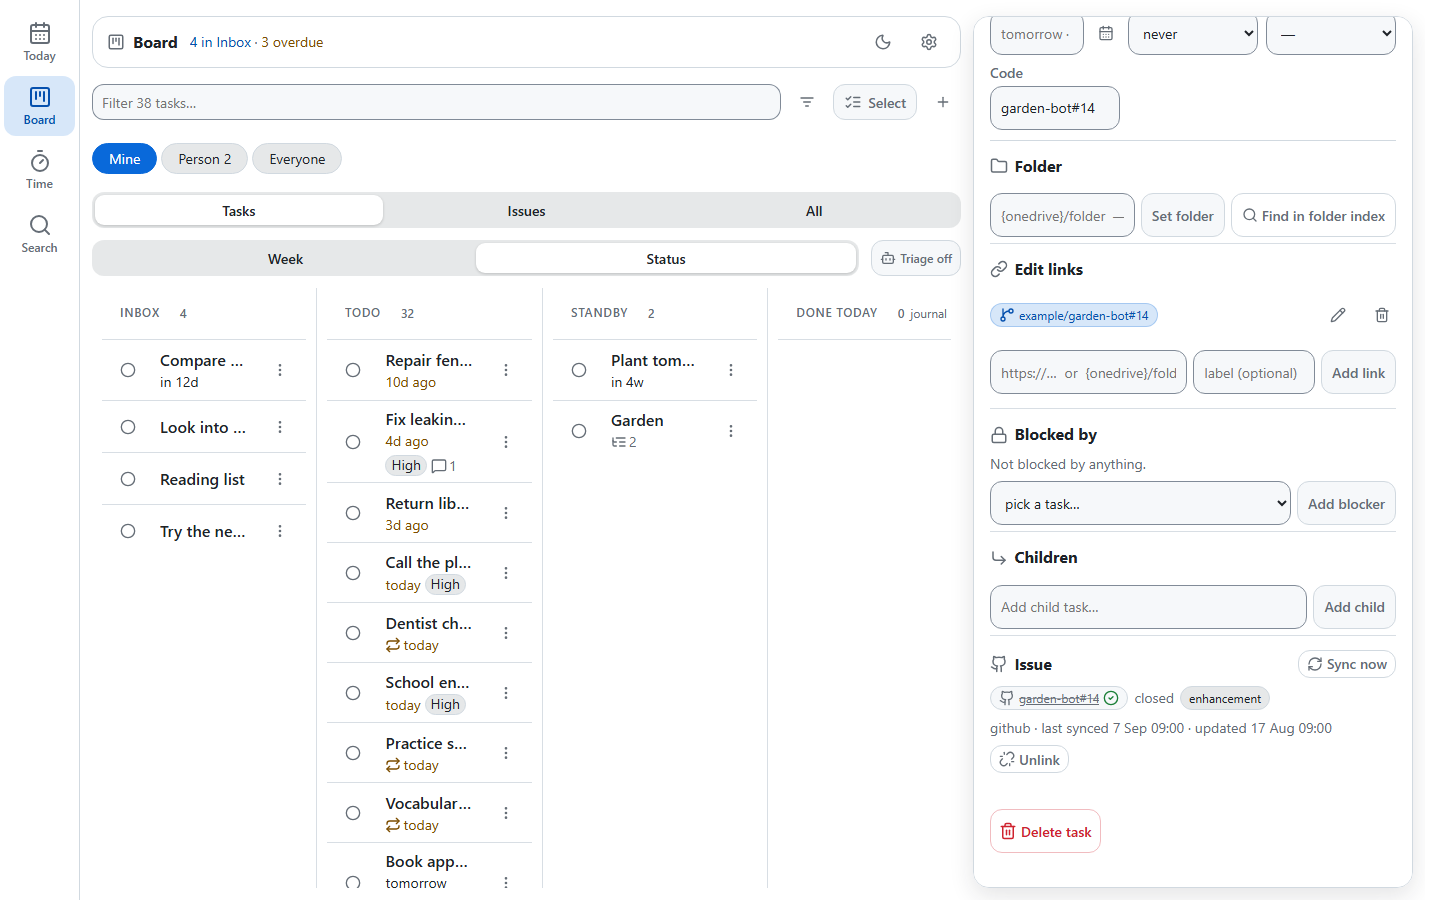 Today
Board
Time
Search
Board 4 in Inbox · 3 overdue
Filter 38 tasks...
Select
Mine Person 2 Everyone
Tasks Issues All
Week Status Triage off
INBOX 4
Compare ...
in 12d
Look into ...
Reading list
Try the ne...
TODO 32
Repair fen...
10d ago
Fix leakin...
4d ago
High 1
Return lib...
3d ago
Call the pl...
today High
Dentist ch...
today
School en...
today High
Practice s...
today
Vocabular...
today
Book app...
tomorrow
STANDBY 2
Plant tom...
in 4w
Garden
2
DONE TODAY 0 journal
tomorrow · never —
Code
garden-bot#14
Folder
{onedrive}/folder — Set folder Find in folder index
Edit links
example/garden-bot#14
https://... or {onedrive}/fold label (optional) Add link
Blocked by
Not blocked by anything.
pick a task... Add blocker
Children
Add child task... Add child
Issue Sync now
garden-bot#14 closed enhancement
github · last synced 7 Sep 09:00 · updated 17 Aug 09:00
Unlink
Delete task